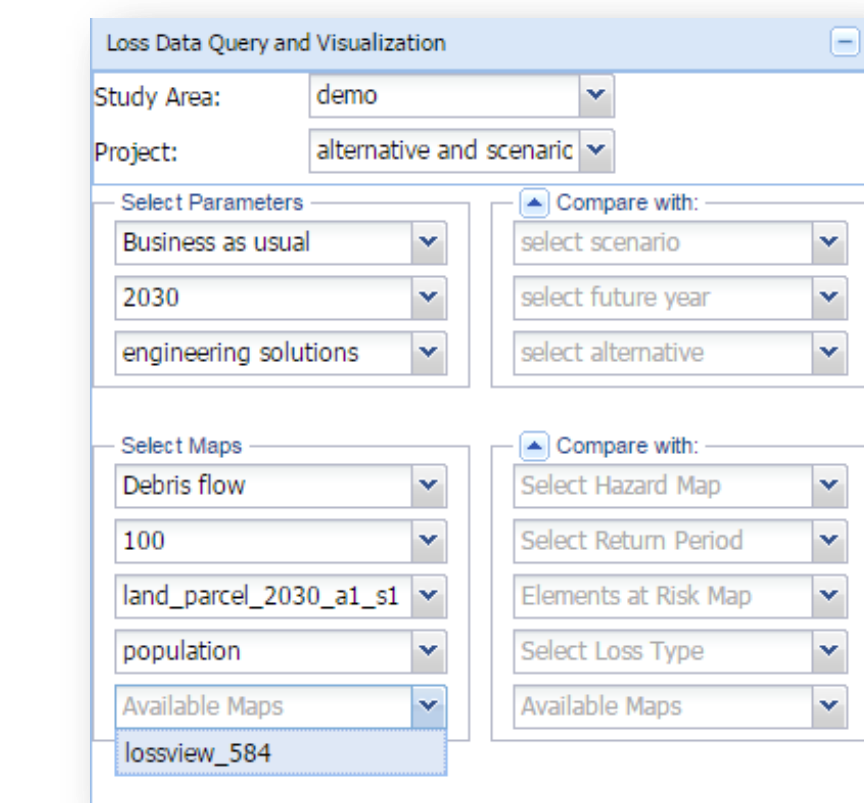 Loss Data Query and Visualization
Study Area: demo
Project: alternative and scenaric
Select Parameters Compare with:
Business as usual select scenario
2030 select future year
engineering solutions select alternative
Select Maps Compare with:
Debris flow Select Hazard Map
100 Select Return Period
land_parcel_2030_a1_s1 Elements at Risk Map
population Select Loss Type
Available Maps Available Maps
lossview_584